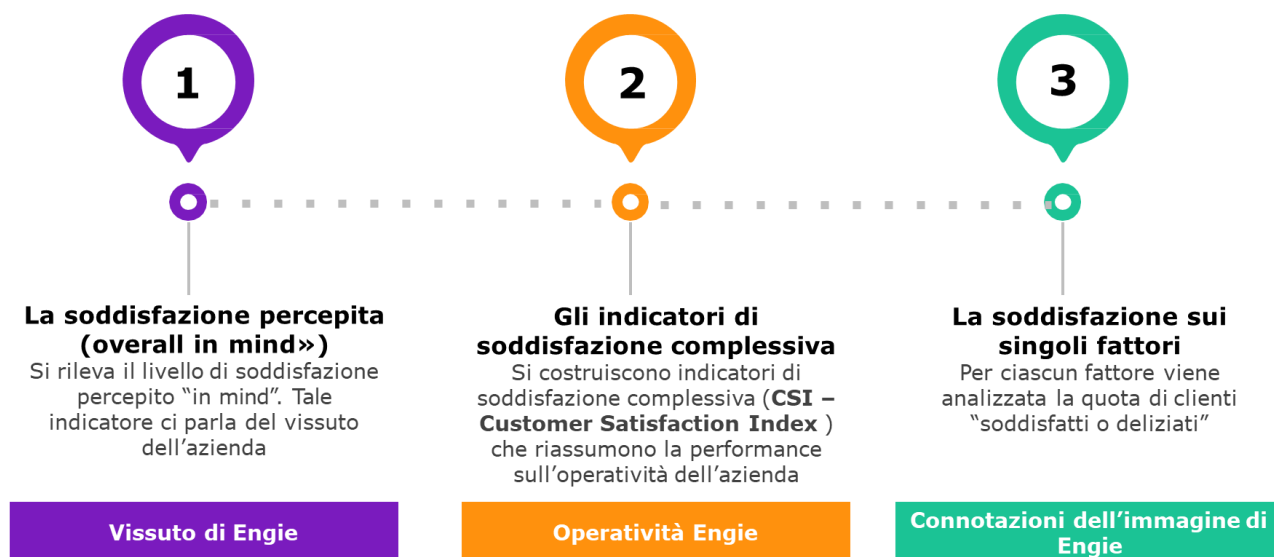 1
La soddisfazione percepita
(overall in mind»)
Si rileva il livello di soddisfazione
percepito “in mind”. Tale
indicatore ci parla del vissuto
dell’azienda
Vissuto di Engie
2
Gli indicatori di
soddisfazione complessiva
Si costruiscono indicatori di
soddisfazione complessiva (CSI –
Customer Satisfaction Index )
che riassumono la performance
sull’operatività dell’azienda
Operatività Engie
3
La soddisfazione sui
singoli fattori
Per ciascun fattore viene
analizzata la quota di clienti
“soddisfatti o deliziati”
Connotazioni dell’immagine di
Engie